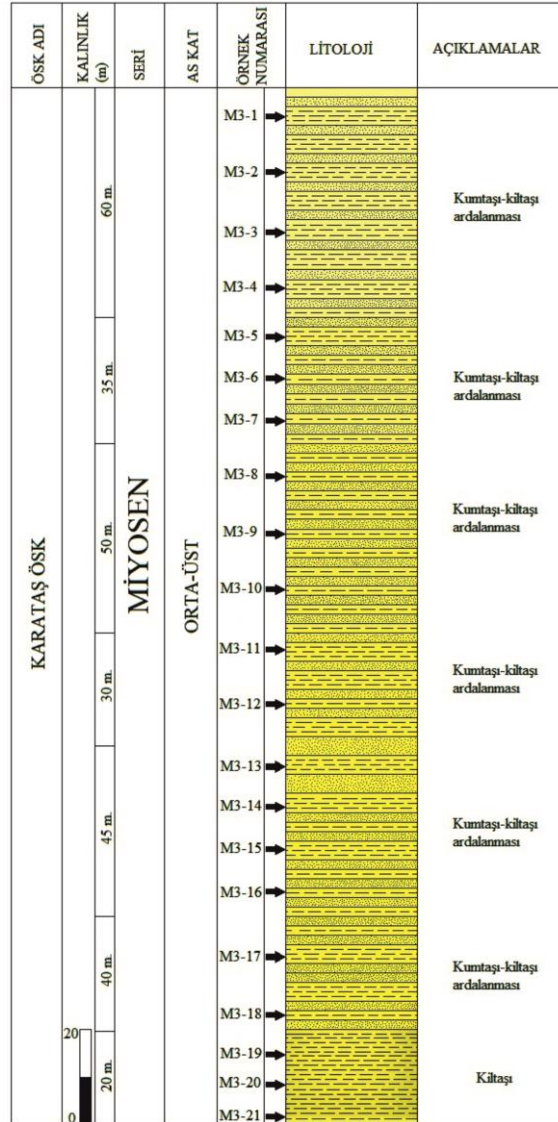 ÖSK ADI
KALINLIK
(m)
SERİ
AS KAT
ÖRNEK
NUMARASI
LİTOLOJİ
AÇIKLAMALAR
KARATAŞ ÖSK
60 m.
35 m.
50 m.
30 m.
45 m.
40 m.
20 m.
20
0
MİYOSEN
ORTA-ÜST
M3-1
M3-2
M3-3
M3-4
M3-5
M3-6
M3-7
M3-8
M3-9
M3-10
M3-11
M3-12
M3-13
M3-14
M3-15
M3-16
M3-17
M3-18
M3-19
M3-20
M3-21
Kumtaşı-kiltaşı
ardalanması
Kumtaşı-kiltaşı
ardalanması
Kumtaşı-kiltaşı
ardalanması
Kumtaşı-kiltaşı
ardalanması
Kumtaşı-kiltaşı
ardalanması
Kumtaşı-kiltaşı
ardalanması
Kiltaşı